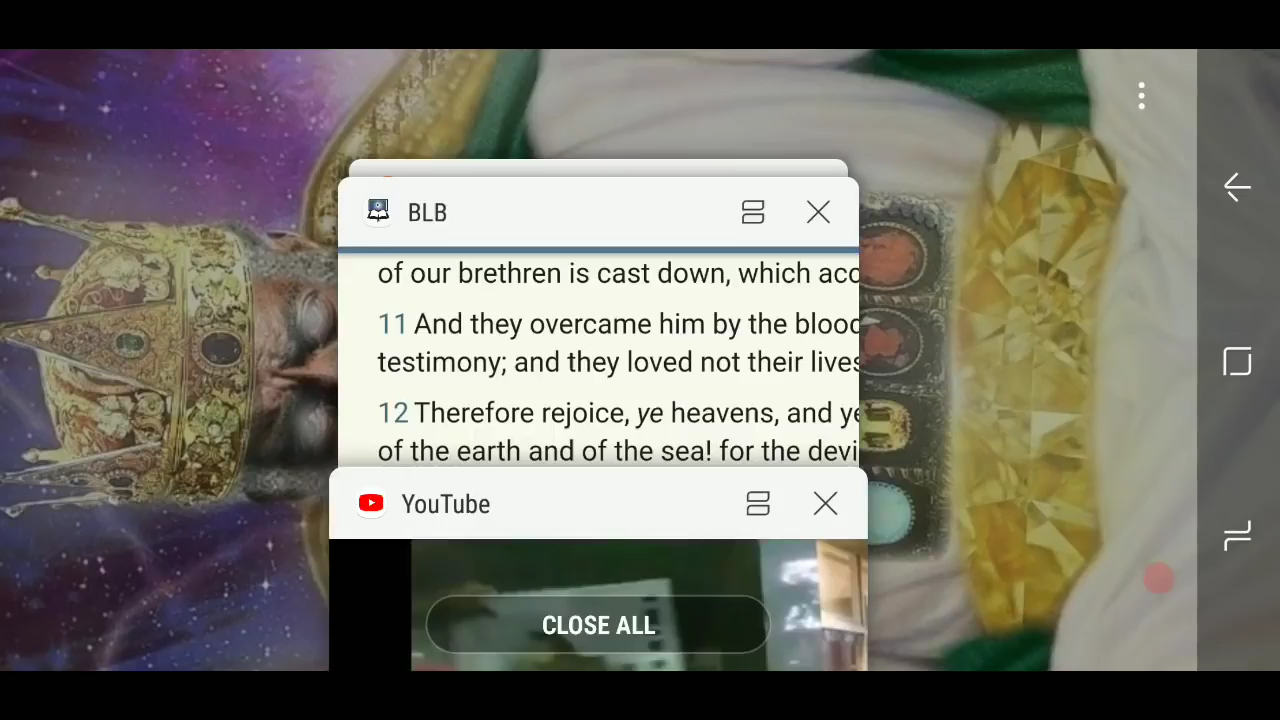 BLB
of our brethren is cast down, which acc
11 And they overcame him by the blood
testimony; and they loved not their lives
12 Therefore rejoice, ye heavens, and ye
of the earth and of the sea! for the devi
YouTube
CLOSE ALL